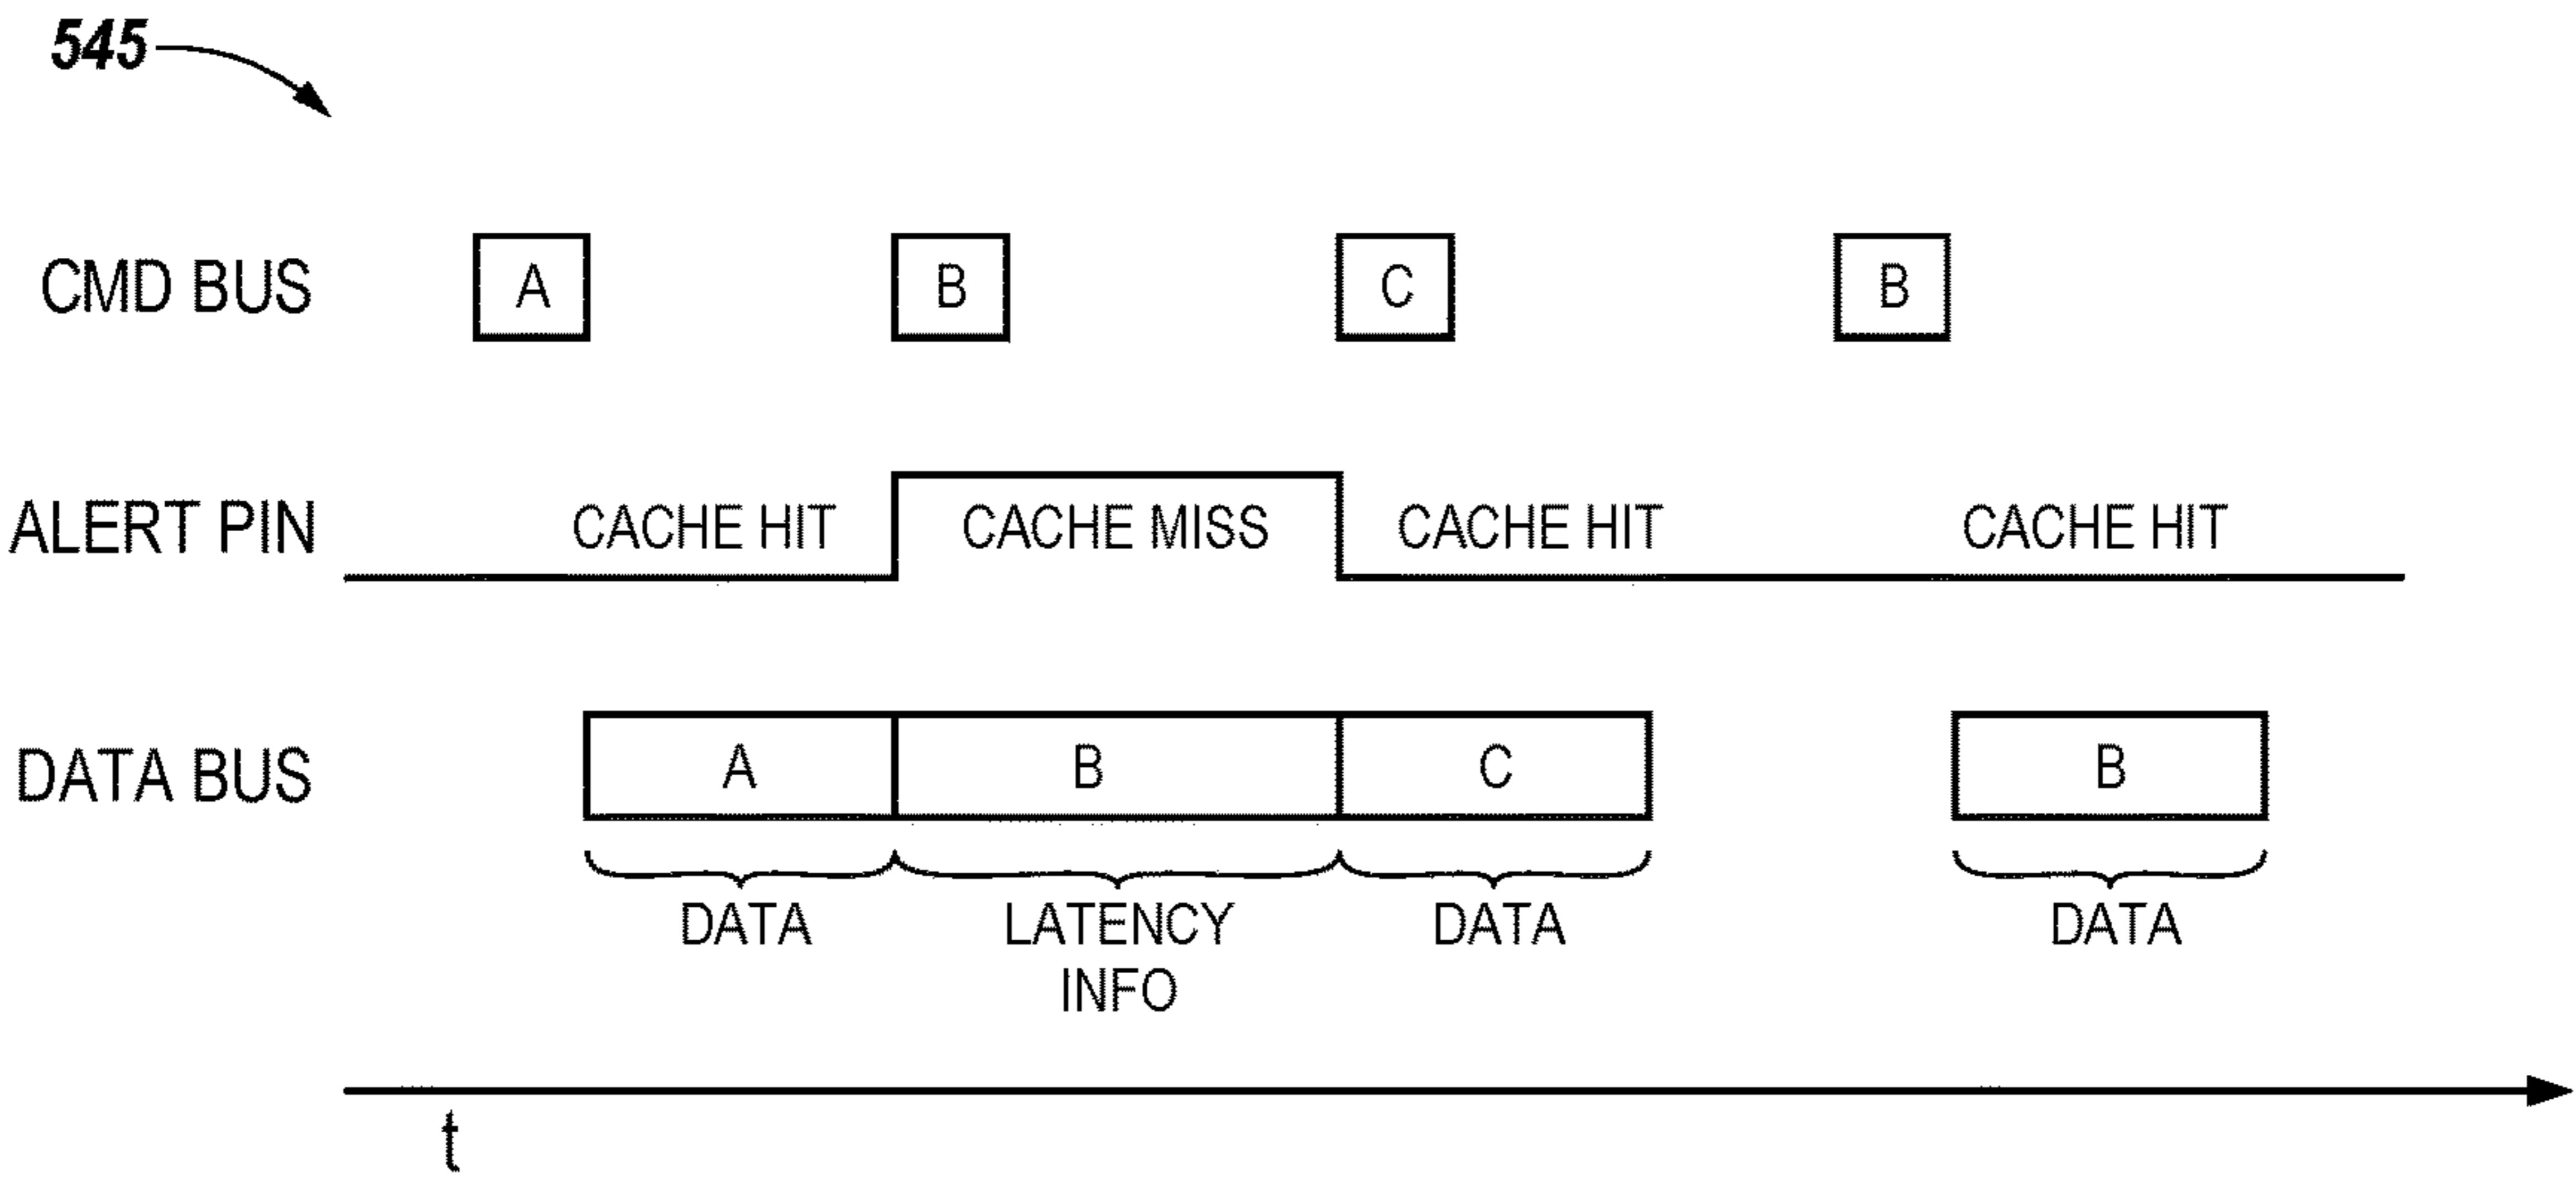 545
CMD BUS A B C B
ALERT PIN CACHE HIT CACHE MISS CACHE HIT CACHE HIT
DATA BUS A B C B
DATA LATENCY DATA DATA
INFO
t